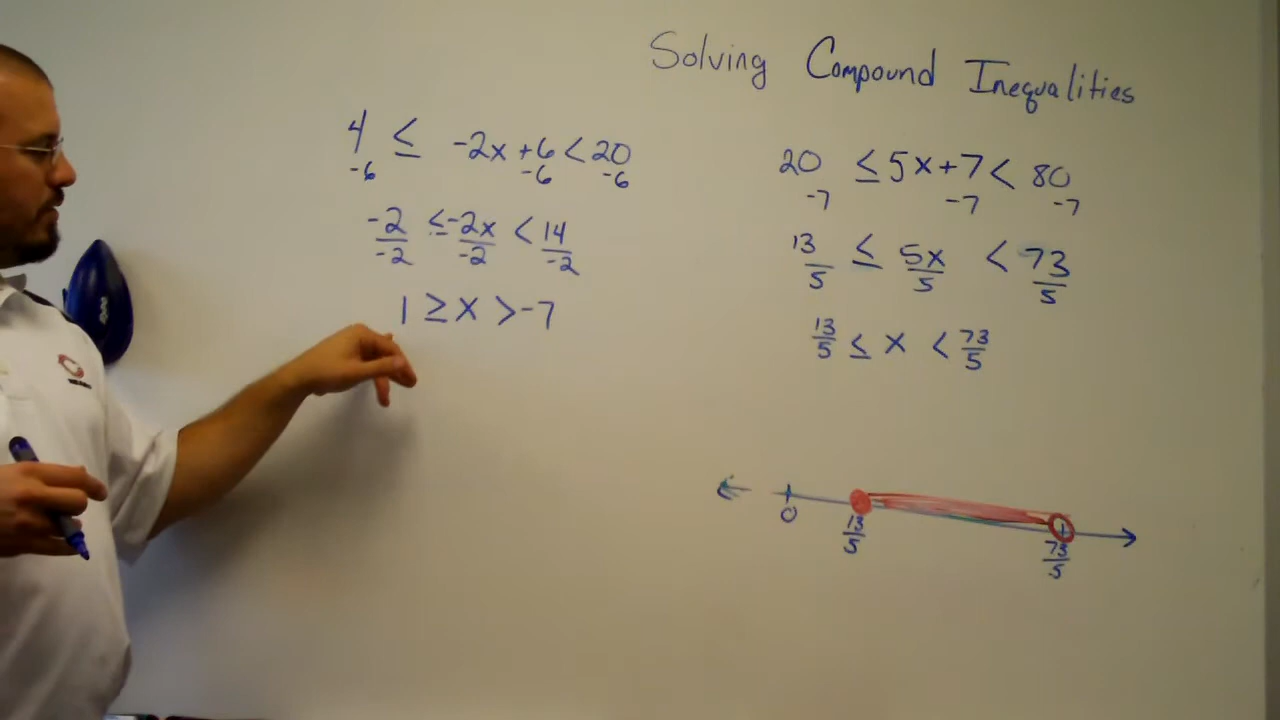 Solving Compound Inequalities
4 ≤ -2x +6 < 20
-6 -6 -6
-2 ≤ -2x < 14
-2 -2 -2
1 ≥ x > -7
20 ≤ 5x+7 < 80
-7 -7 -7
13 ≤ 5x < 73
5 5 5
13/5 ≤ x < 73/5
0 13/5 73/5